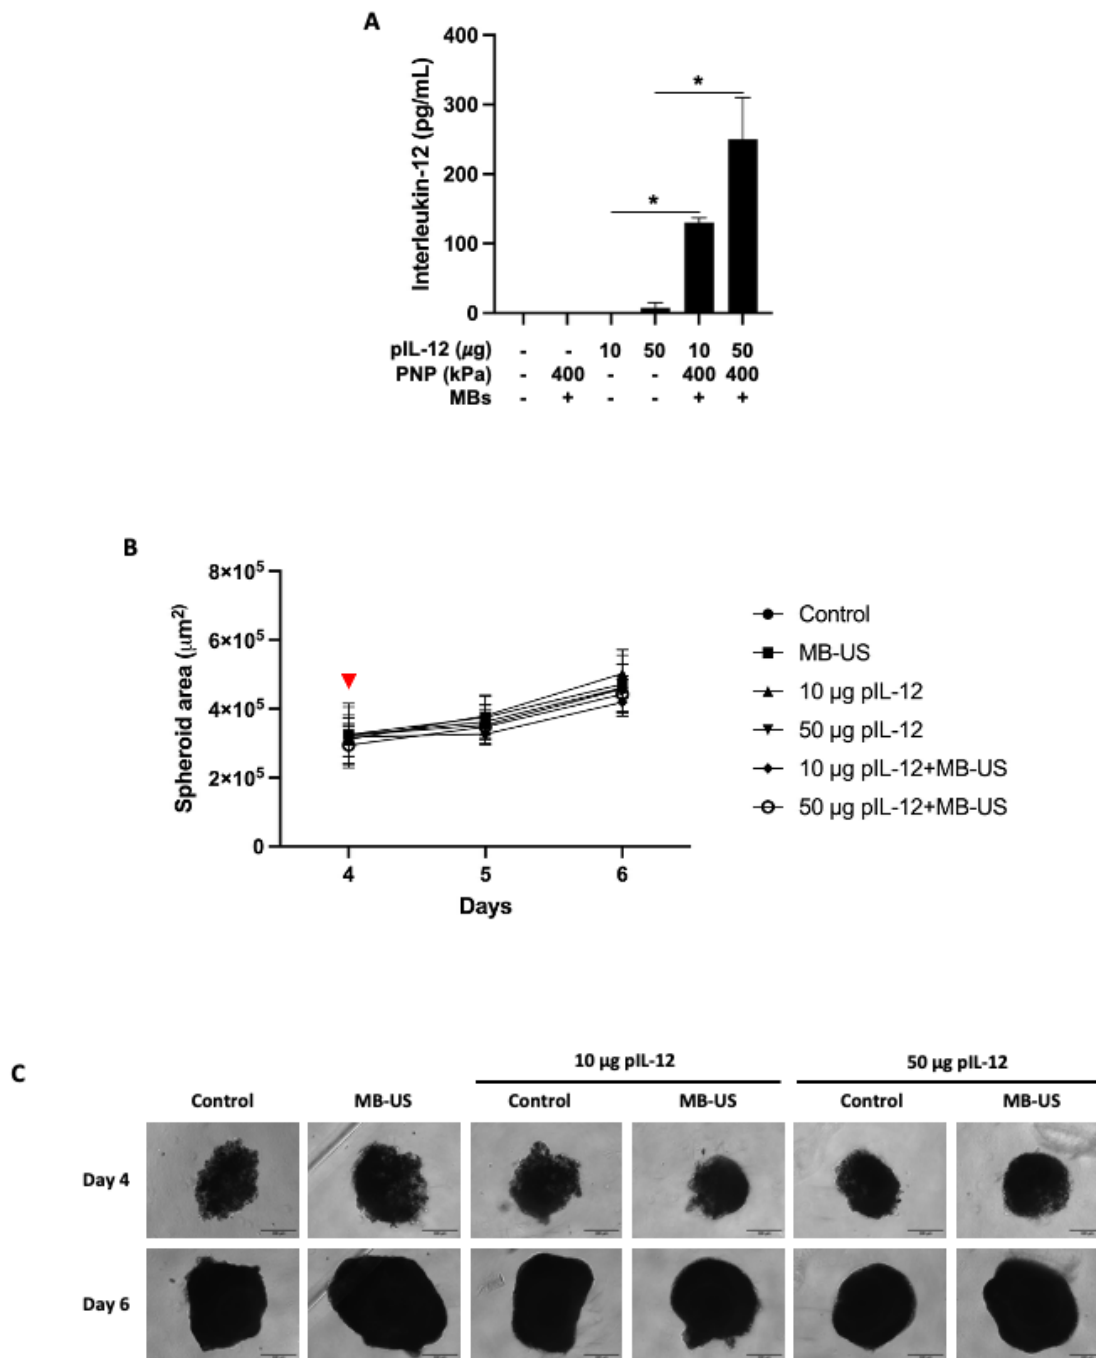 A
Interleukin-12 (pg/mL)
400
300
200
100
0
*
*
pIL-12 (µg) - - 10 50 10 50
PNP (kPa) - 400 - - 400 400
MBs - + - - + +
B
Spheroid area (µm²)
8×10⁵
6×10⁵
4×10⁵
2×10⁵
0
4 5 6
Days
Control
MB-US
10 µg pIL-12
50 µg pIL-12
10 µg pIL-12+MB-US
50 µg pIL-12+MB-US
C
10 µg pIL-12 50 µg pIL-12
Control MB-US Control MB-US Control MB-US
Day 4
Day 6